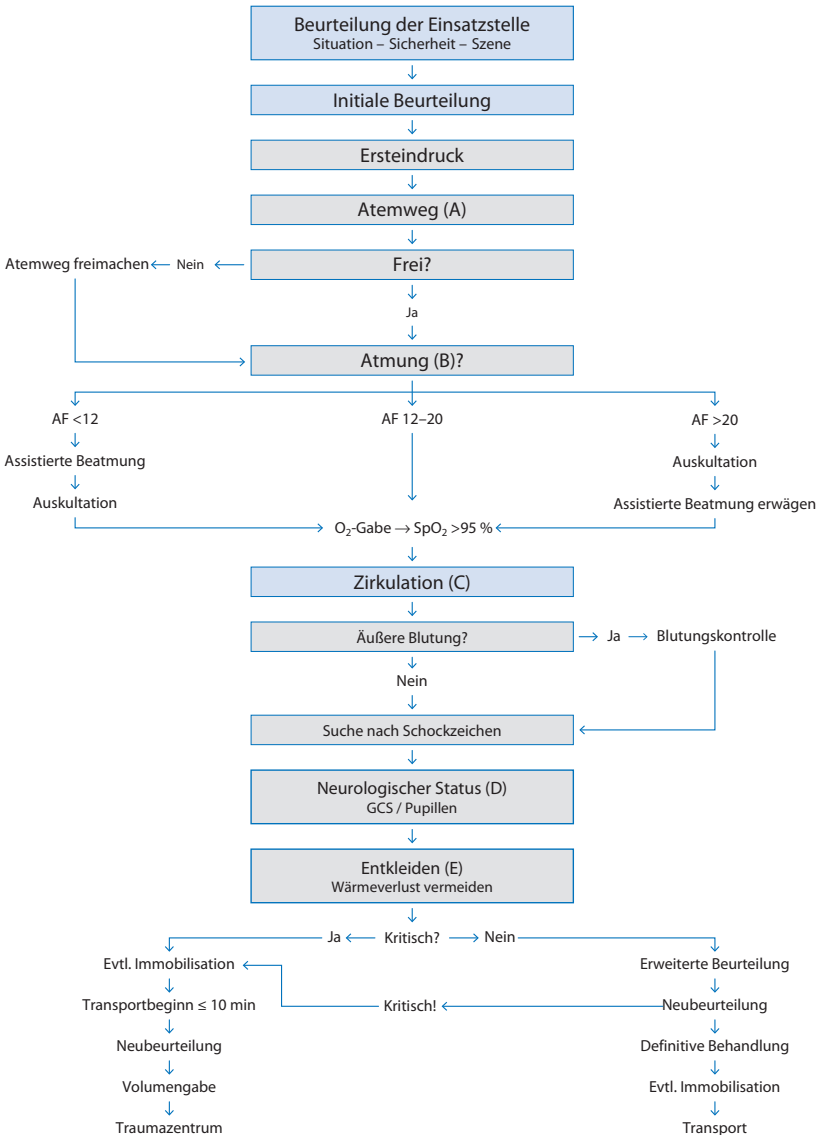 Beurteilung der Einsatzstelle
Situation – Sicherheit – Szene
Initiale Beurteilung
Ersteindruck
Atemweg (A)
Atemweg freimachen
Nein
Frei?
Ja
Atmung (B)?
AF <12
AF 12–20
AF >20
Assistierte Beatmung
Auskultation
Auskultation
Assistierte Beatmung erwägen
O₂-Gabe → SpO₂ >95 %
Zirkulation (C)
Äußere Blutung?
Ja
Blutungskontrolle
Nein
Suche nach Schockzeichen
Neurologischer Status (D)
GCS / Pupillen
Entkleiden (E)
Wärmeverlust vermeiden
Ja
Kritisch?
Nein
Evtl. Immobilisation
Erweiterte Beurteilung
Transportbeginn ≤ 10 min
Kritisch!
Neubeurteilung
Neubeurteilung
Definitive Behandlung
Volumengabe
Evtl. Immobilisation
Traumazentrum
Transport